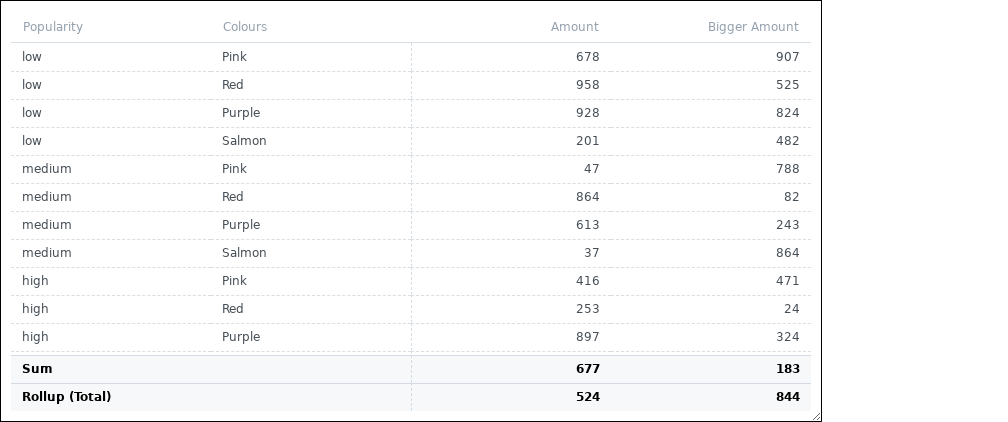 Popularity Colours Amount Bigger Amount
low Pink 678 907
low Red 958 525
low Purple 928 824
low Salmon 201 482
medium Pink 47 788
medium Red 864 82
medium Purple 613 243
medium Salmon 37 864
high Pink 416 471
high Red 253 24
high Purple 897 324
Sum 677 183
Rollup (Total) 524 844